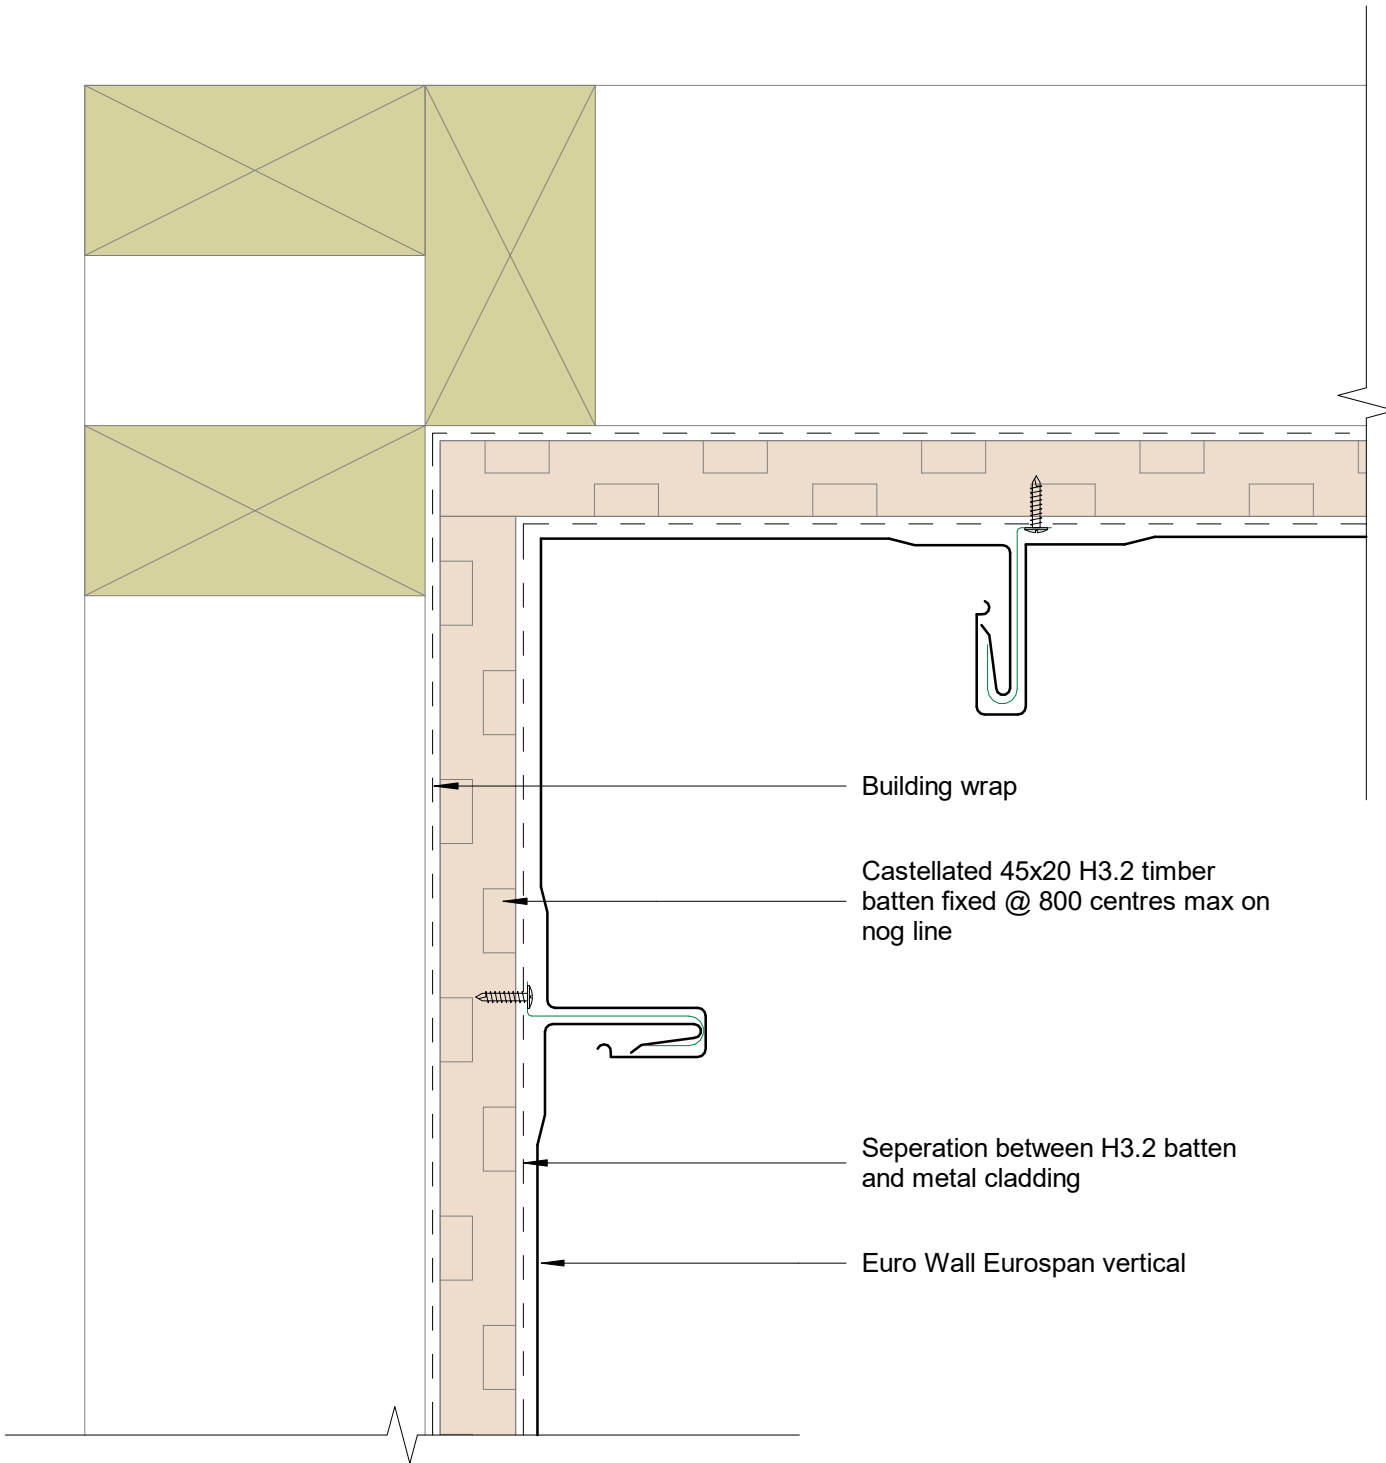 Building wrap
Castellated 45x20 H3.2 timber
batten fixed @ 800 centres max on
nog line
Seperation between H3.2 batten
and metal cladding
Euro Wall Eurospan vertical